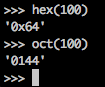 >>> hex(100)
'0x64'
>>> oct(100)
'0144'
>>>